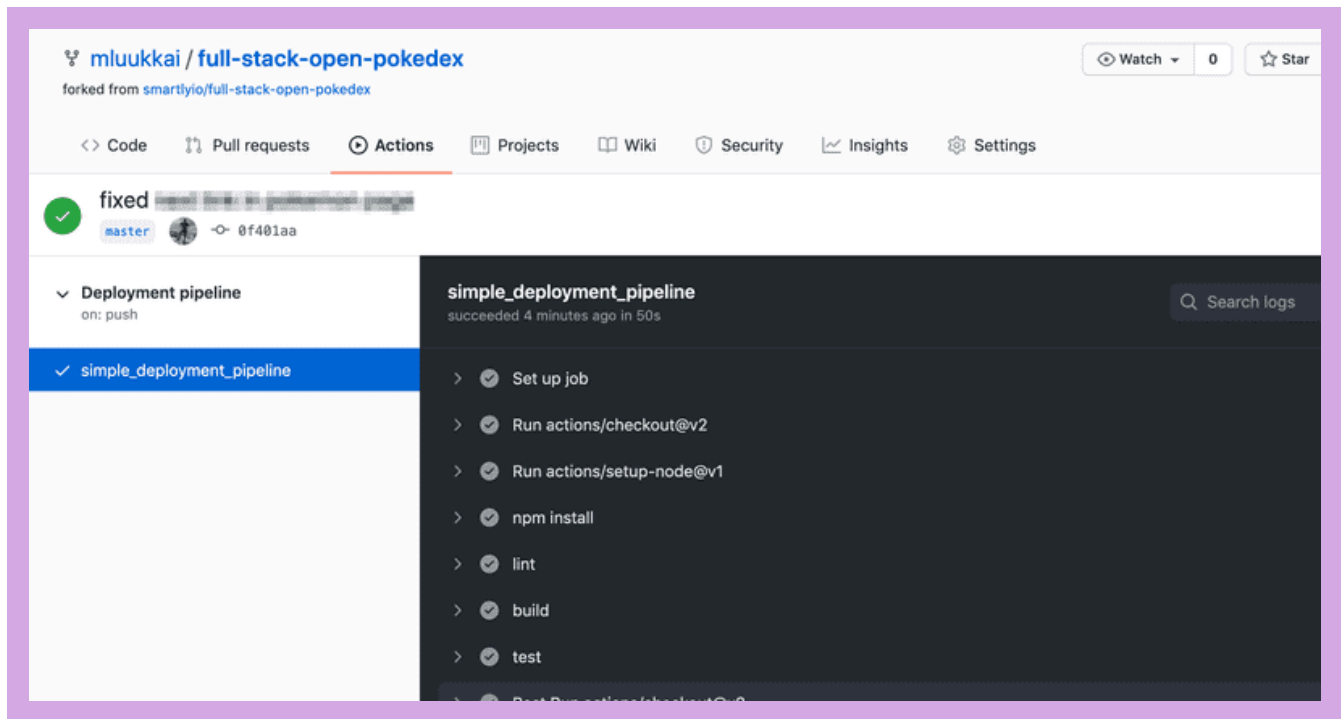 mluukkai / full-stack-open-pokedex
Watch 0 Star
forked from smartlyio/full-stack-open-pokedex
Code Pull requests Actions Projects Wiki Security Insights Settings
fixed
master 0f401aa
Deployment pipeline
on: push
simple_deployment_pipeline
simple_deployment_pipeline
succeeded 4 minutes ago in 50s
Search logs
Set up job
Run actions/checkout@v2
Run actions/setup-node@v1
npm install
lint
build
test